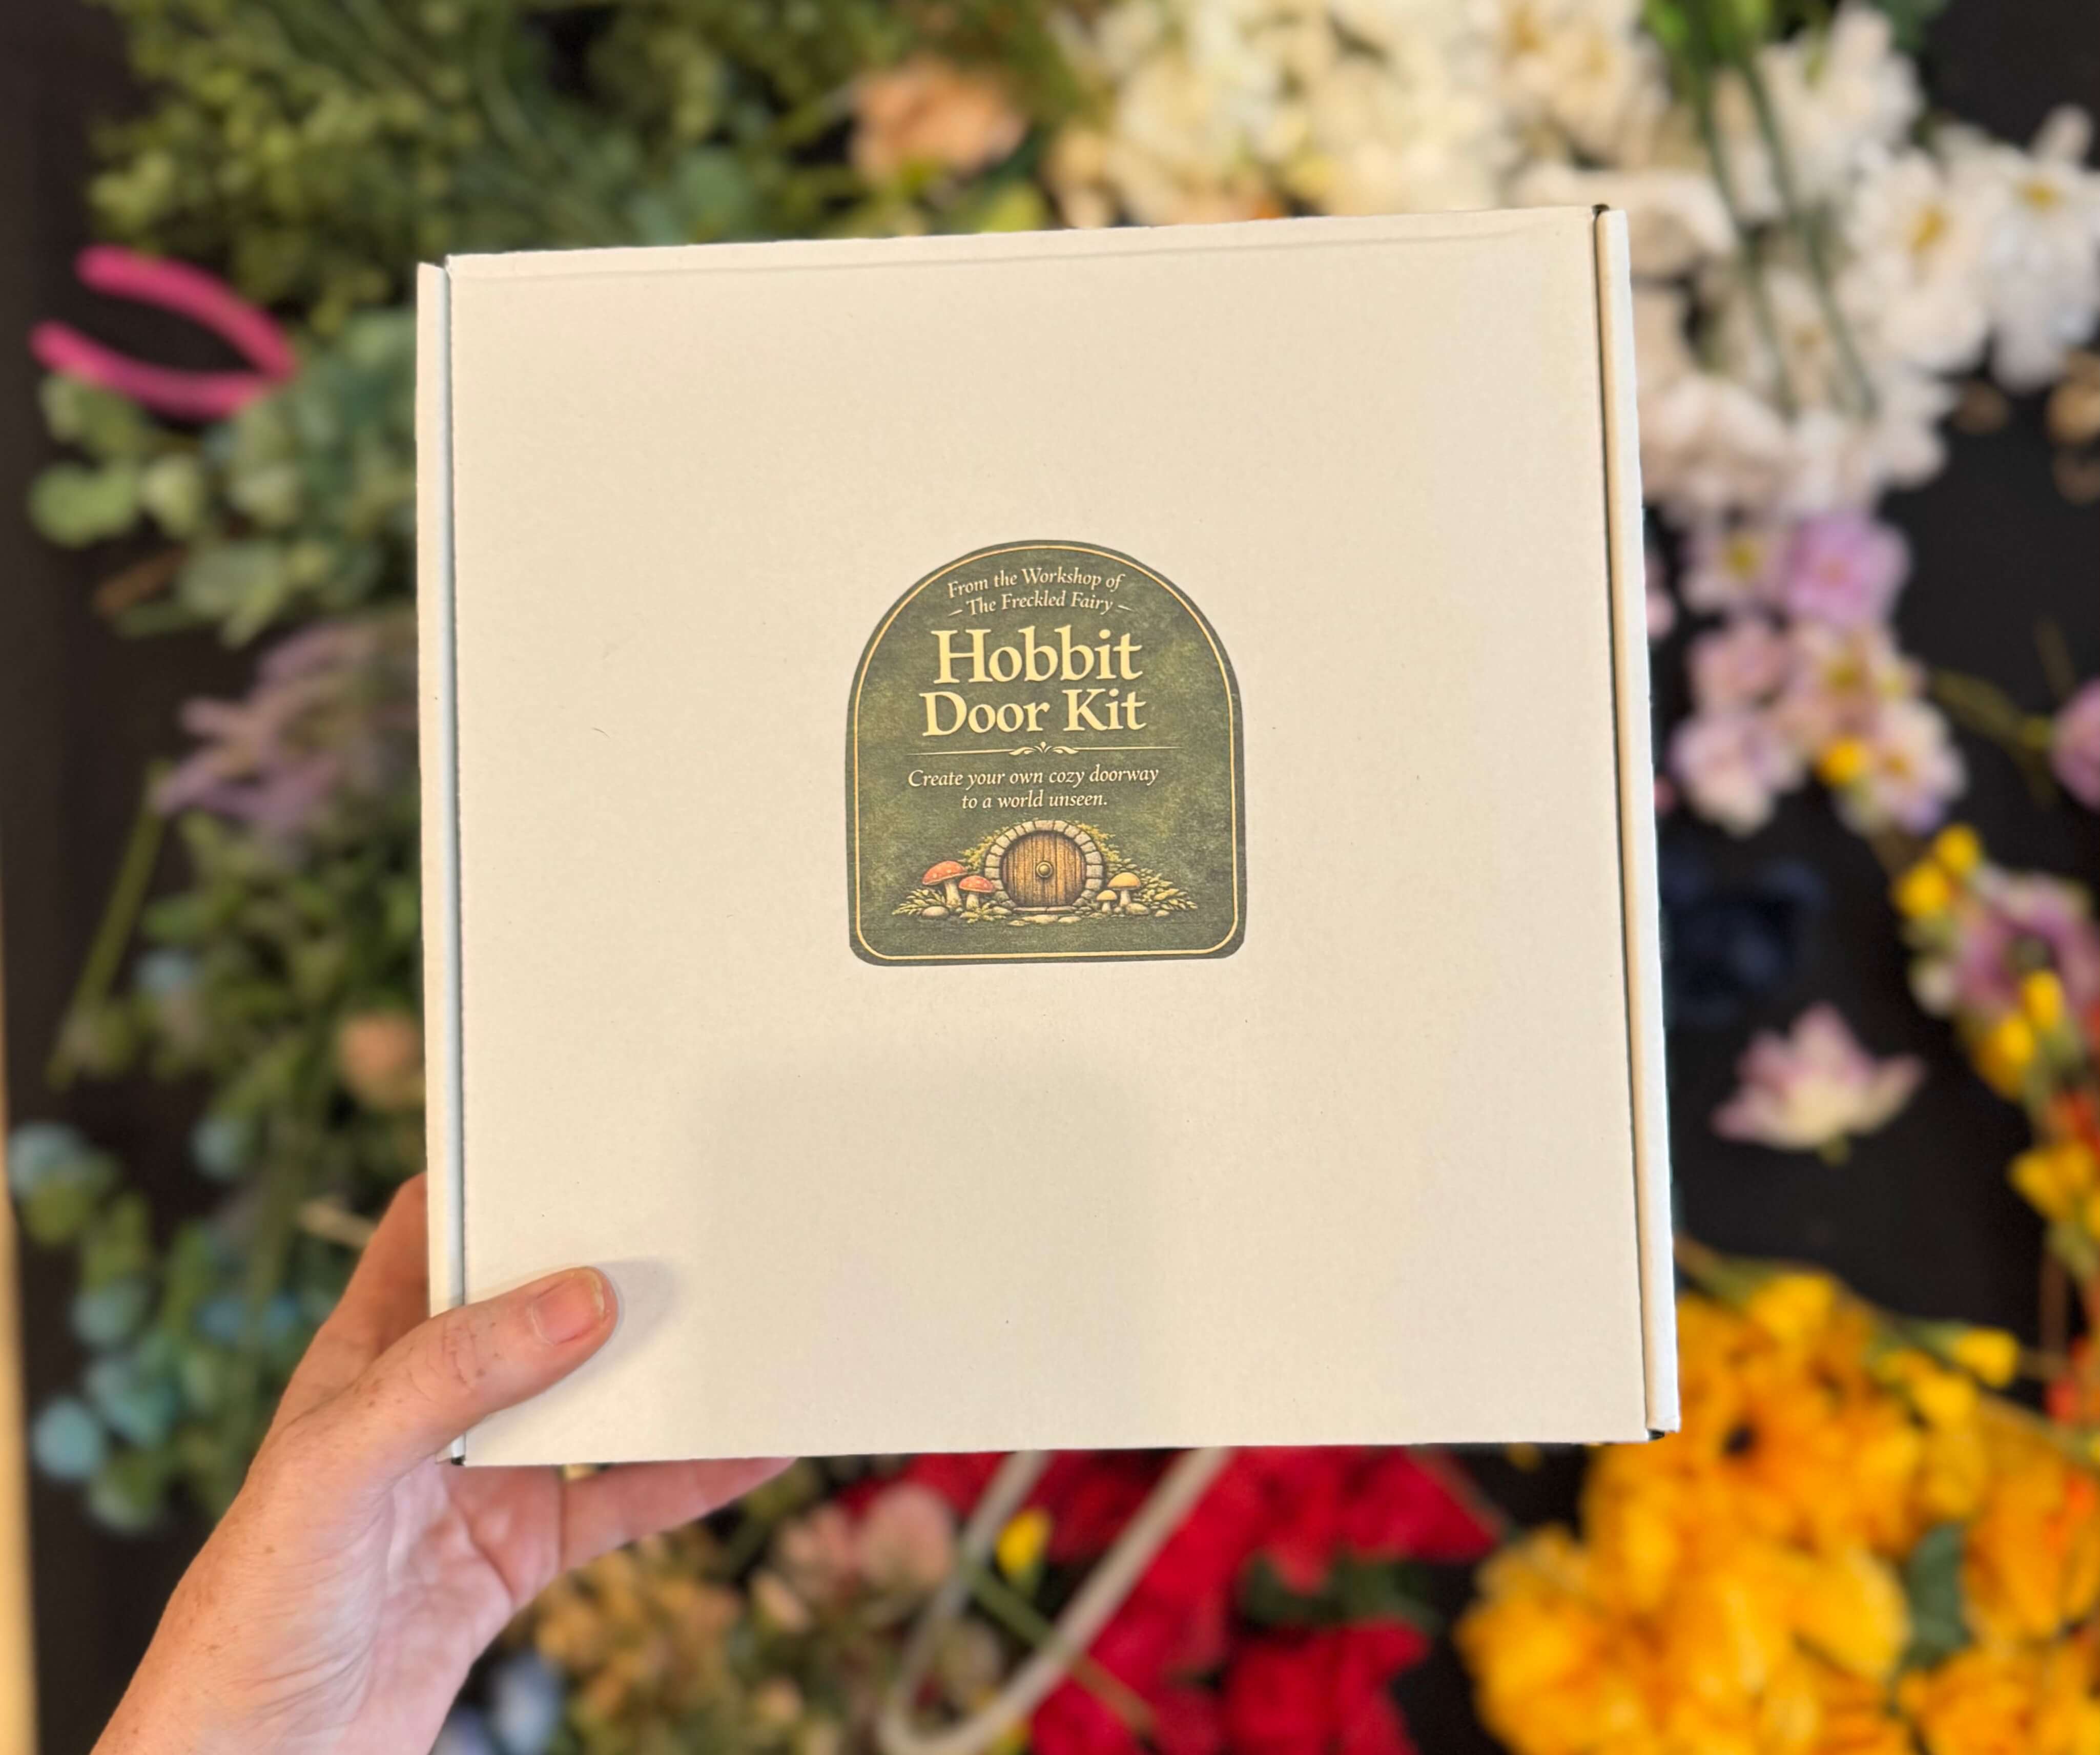 From the Workshop of
– The Freckled Fairy –
Hobbit
Door Kit
Create your own cozy doorway
to a world unseen.